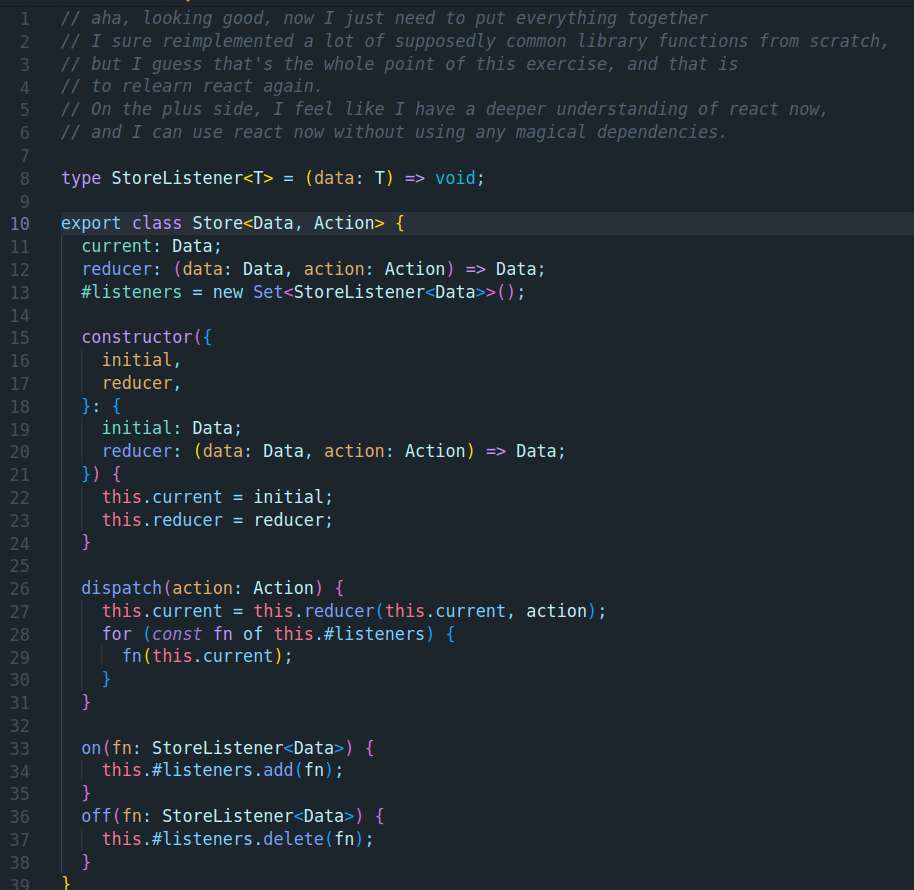 1 // aha, looking good, now I just need to put everything together
2 // I sure reimplemented a lot of supposedly common library functions from scratch,
3 // but I guess that's the whole point of this exercise, and that is
4 // to relearn react again.
5 // On the plus side, I feel like I have a deeper understanding of react now,
6 // and I can use react now without using any magical dependencies.
7
8 type StoreListener<T> = (data: T) => void;
9
10 export class Store<Data, Action> {
11   current: Data;
12   reducer: (data: Data, action: Action) => Data;
13   #listeners = new Set<StoreListener<Data>>();
14
15   constructor({
16     initial,
17     reducer,
18   }: {
19     initial: Data;
20     reducer: (data: Data, action: Action) => Data;
21   }) {
22     this.current = initial;
23     this.reducer = reducer;
24   }
25
26   dispatch(action: Action) {
27     this.current = this.reducer(this.current, action);
28     for (const fn of this.#listeners) {
29       fn(this.current);
30     }
31   }
32
33   on(fn: StoreListener<Data>) {
34     this.#listeners.add(fn);
35   }
36   off(fn: StoreListener<Data>) {
37     this.#listeners.delete(fn);
38   }
39 }